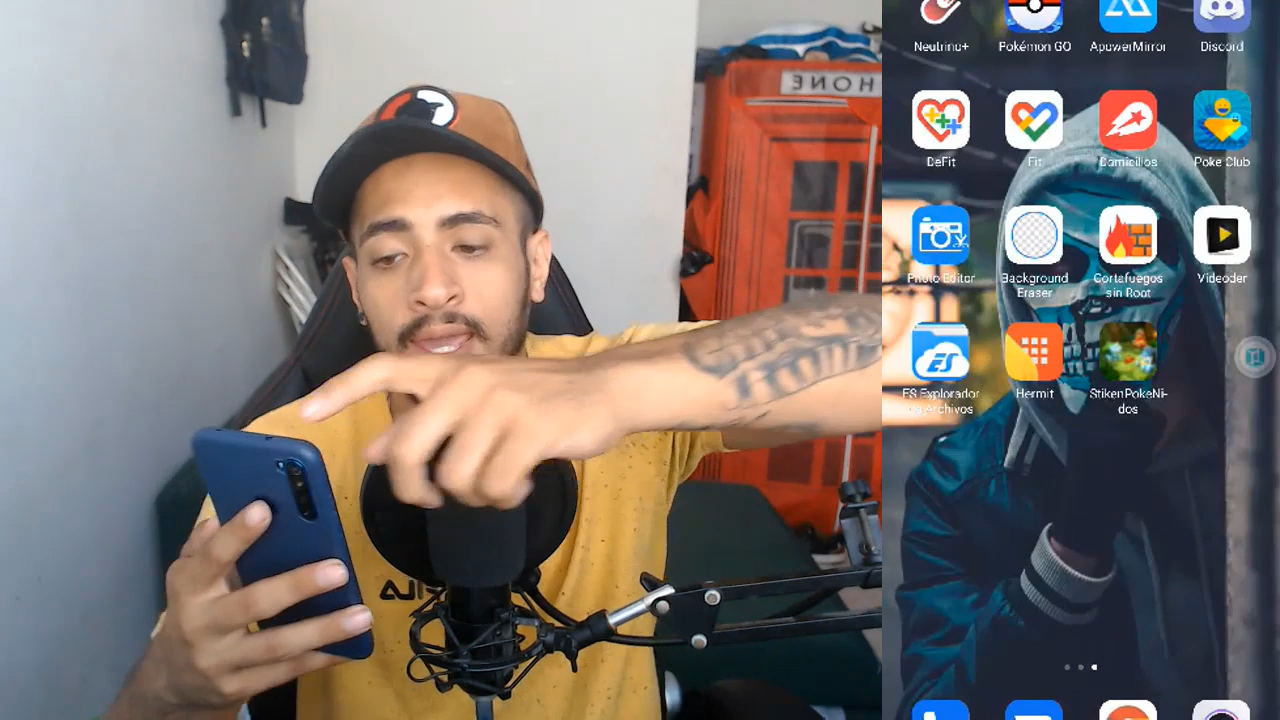 HONE
Neutrino+
Pokémon GO
ApowerMirror
Discord
DeFit
Fit
Domicilios
Poke Club
Photo Editor
Background
Eraser
Cortafuegos
sin Root
Videoder
ES Explorador
de Archivos
Hermit
StikenPokeNi-
dos